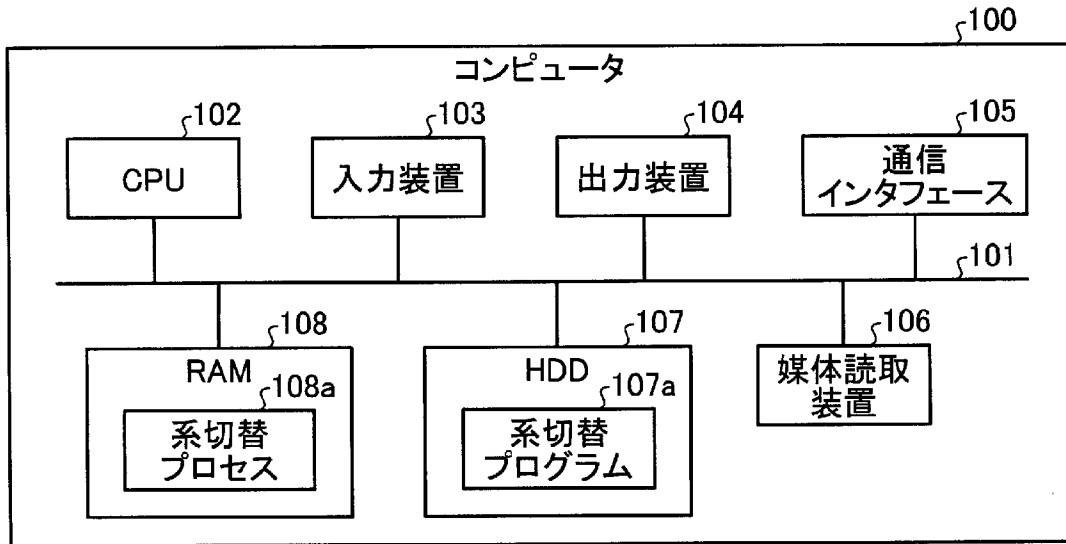 100
コンピュータ
102
103
104
105
CPU
入力装置
出力装置
通信
インタフェース
101
108
107
106
RAM
HDD
媒体読取
装置
108a
107a
系切替
プロセス
系切替
プログラム